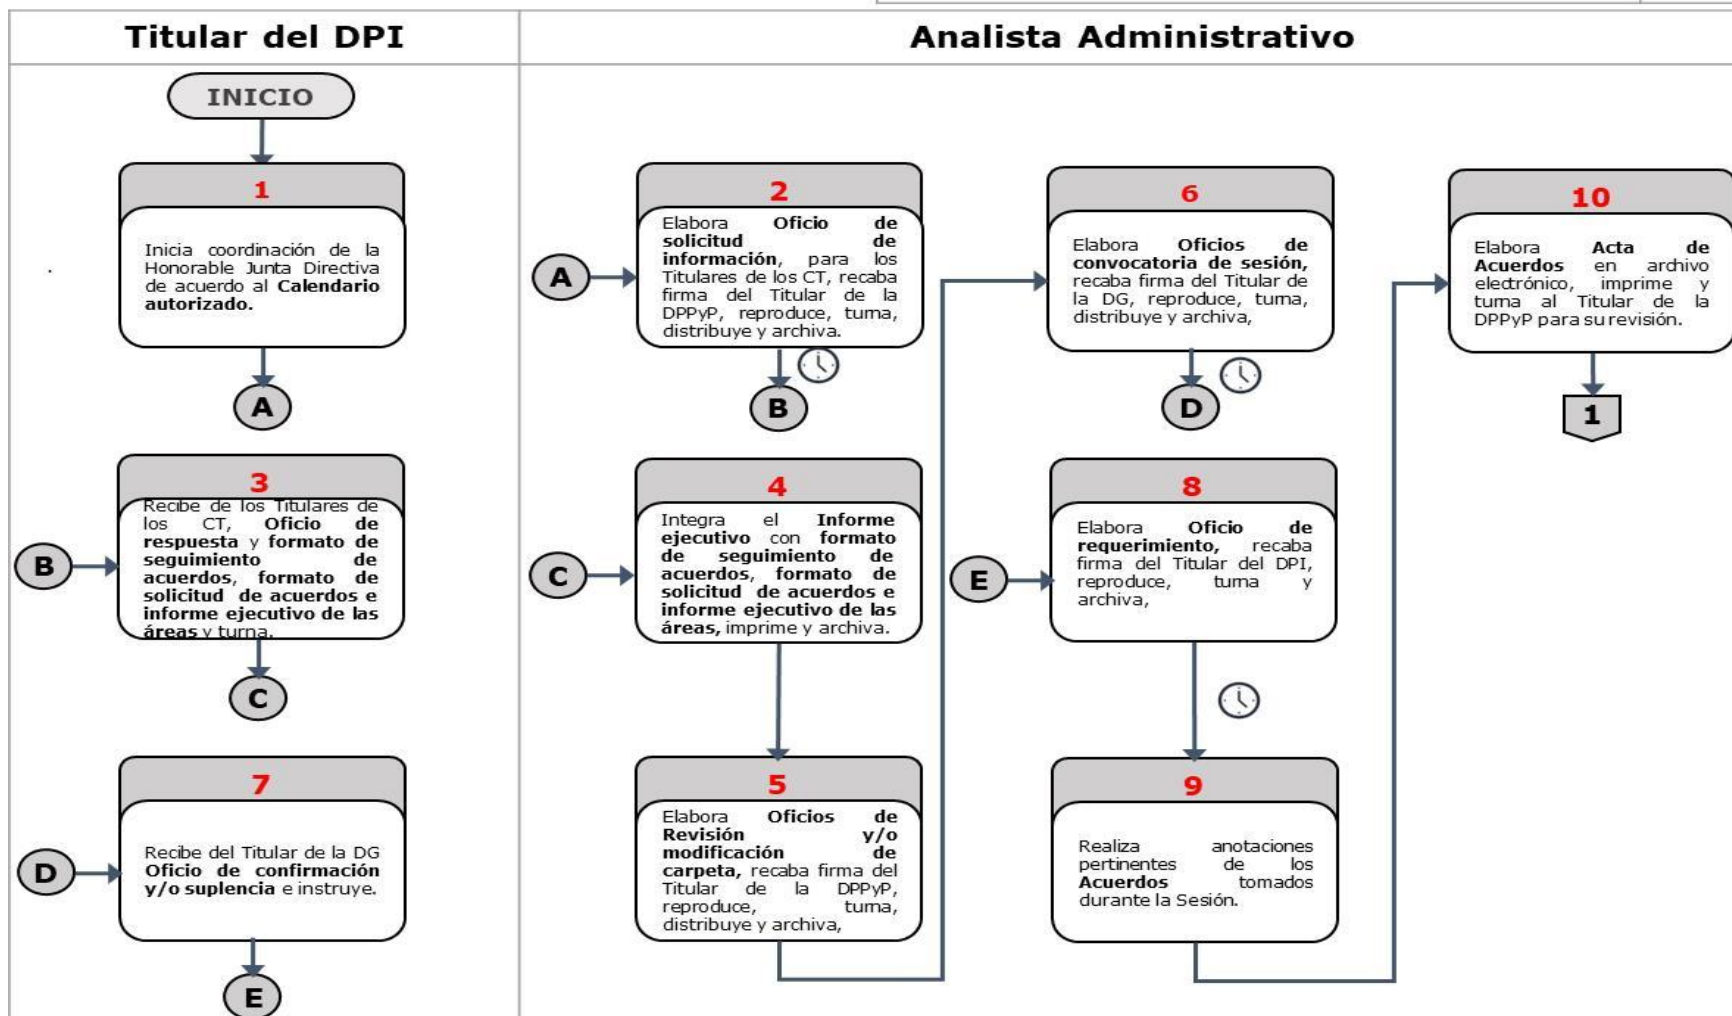 Titular del DPI
Analista Administrativo
INICIO
1
Inicia coordinación de la
Honorable Junta Directiva
de acuerdo al Calendario
autorizado.
A
3
Recibe de los Titulares de
los CT, Oficio de
respuesta y formato de
seguimiento de
acuerdos, formato de
solicitud de acuerdos e
informe ejecutivo de las
áreas y turna.
B
C
7
Recibe del Titular de la DG
Oficio de confirmación
y/o suplencia e instruye.
D
E
2
Elabora Oficio de
solicitud de
información, para los
Titulares de los CT, recaba
firma del Titular de la
DPPyP, reproduce, turna,
distribuye y archiva.
A
B
4
Integra el Informe
ejecutivo con formato
de seguimiento de
acuerdos, formato de
solicitud de acuerdos e
informe ejecutivo de las
áreas, imprime y archiva.
C
5
Elabora Oficios de
Revisión y/o
modificación de
carpeta, recaba firma del
Titular de la DPPyP,
reproduce, turna,
distribuye y archiva,
6
Elabora Oficios de
convocatoria de sesión,
recaba firma del Titular de
la DG, reproduce, turna,
distribuye y archiva,
D
8
Elabora Oficio de
requerimiento, recaba
firma del Titular del DPI,
reproduce, turna y
archiva,
E
9
Realiza anotaciones
pertinentes de los
Acuerdos tomados
durante la Sesión.
10
Elabora Acta de
Acuerdos en archivo
electrónico, imprime y
turna al Titular de la
DPPyP para su revisión.
1